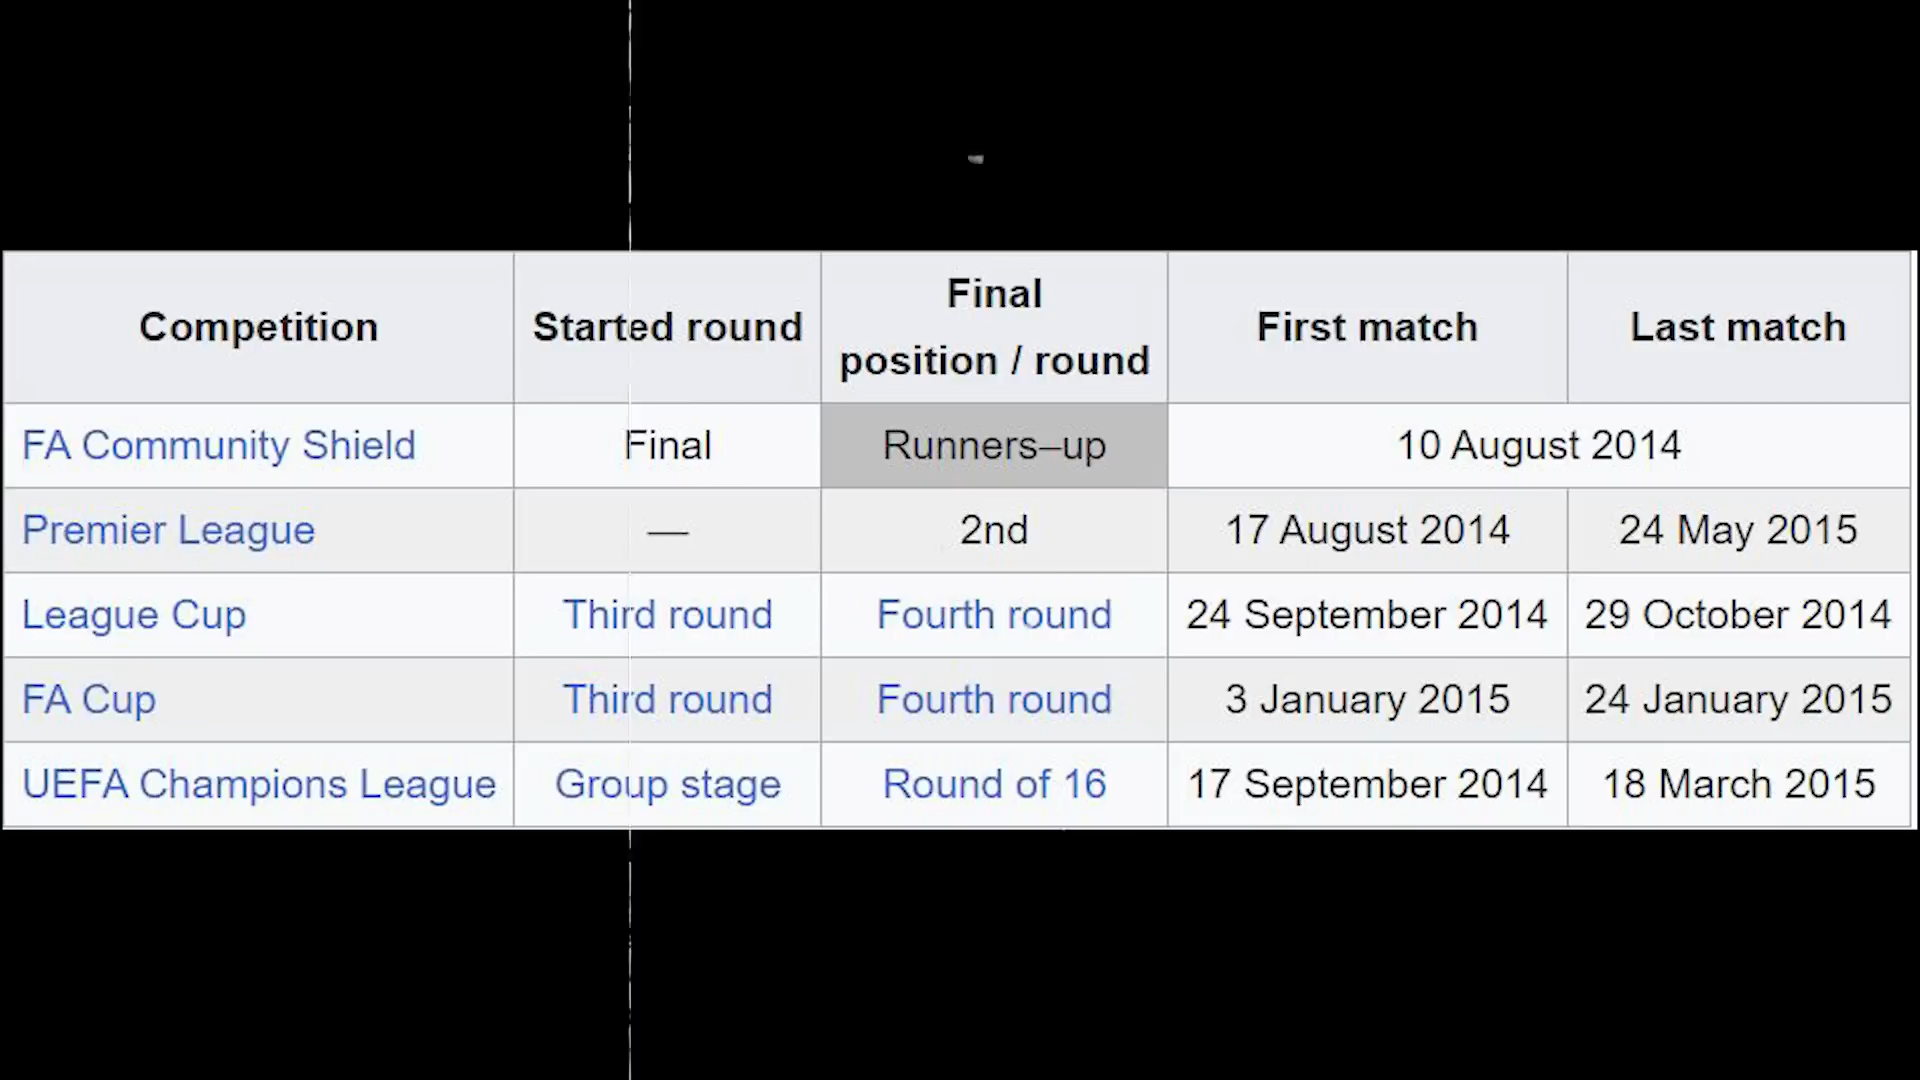 Competition Started round Final position / round First match Last match
FA Community Shield Final Runners–up 10 August 2014
Premier League — 2nd 17 August 2014 24 May 2015
League Cup Third round Fourth round 24 September 2014 29 October 2014
FA Cup Third round Fourth round 3 January 2015 24 January 2015
UEFA Champions League Group stage Round of 16 17 September 2014 18 March 2015